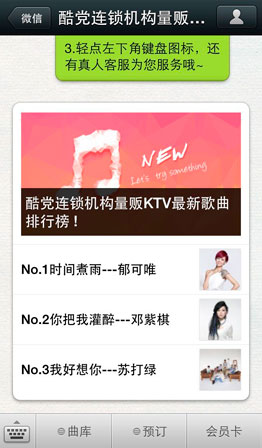 微信
酷党连锁机构量贩...
3.轻点左下角键盘图标，还
有真人客服为您服务哦~
NEW
Let's try something
酷党连锁机构量贩KTV最新歌曲
排行榜！
No.1时间煮雨---郁可唯
No.2你把我灌醉---邓紫棋
No.3我好想你---苏打绿
曲库
预订
会员卡